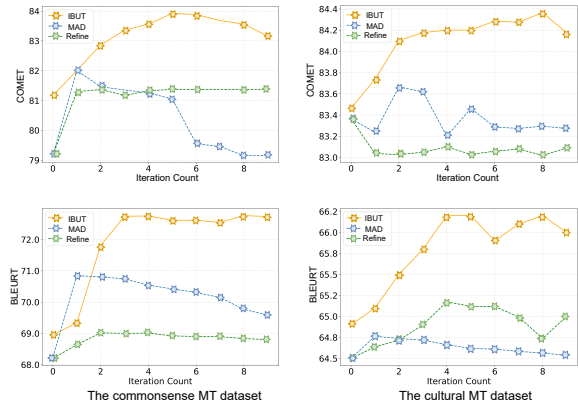 COMET
84
83
82
81
80
79
IBUT
MAD
Refine
0 2 4 6 8
Iteration Count
COMET
84.4
84.2
84.0
83.8
83.6
83.4
83.2
83.0
IBUT
MAD
Refine
0 2 4 6 8
Iteration Count
BLEURT
72.0
71.0
70.0
69.0
68.0
IBUT
MAD
Refine
0 2 4 6 8
Iteration Count
The commonsense MT dataset
BLEURT
66.2
66.0
65.8
65.5
65.2
65.0
64.8
64.5
IBUT
MAD
Refine
0 2 4 6 8
Iteration Count
The cultural MT dataset